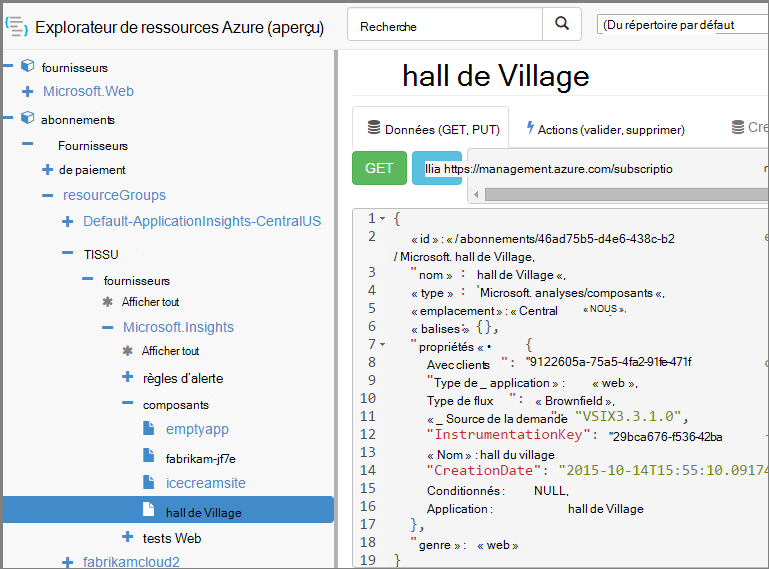 Explorateur de ressources Azure (aperçu)
Recherche
(Du répertoire par défaut
fournisseurs
Microsoft.Web
abonnements
Fournisseurs
de paiement
resourceGroups
Default-ApplicationInsights-CentralUS
TISSU
fournisseurs
Afficher tout
Microsoft.Insights
Afficher tout
règles d'alerte
composants
emptyapp
fabrikam-jf7e
icecreamsite
hall de Village
tests Web
fabrikamcloud2
hall de Village
Données (GET, PUT)
Actions (valider, supprimer)
Cre
GET
llia https://management.azure.com/subscriptio
1 {
2 « id » : « / abonnements/46ad75b5-d4e6-438c-b2
/ Microsoft. hall de Village,
3 "nom » : hall de Village «,
4 « type » : 'Microsoft. analyses/composants «,
5 « emplacement » : « Central « NOUS »,
6 « balises » {},
7 "propriétés « • {
8 Avec clients ": "9122605a-75a5-4fa2-91fe-471f
9 "Type de _ application » : « web »,
10 Type de flux ": « Brownfield »,
11 « _ Source de la demande": "VSIX3.3.1.0",
12 "InstrumentationKey": "29bca676-f536-42ba
13 « Nom » : hall du village
14 "CreationDate": "2015-10-14T15:55:10.09174
15 Conditionnés : NULL,
16 Application : hall de Village
17 },
18 "genre » : « web »
19 }